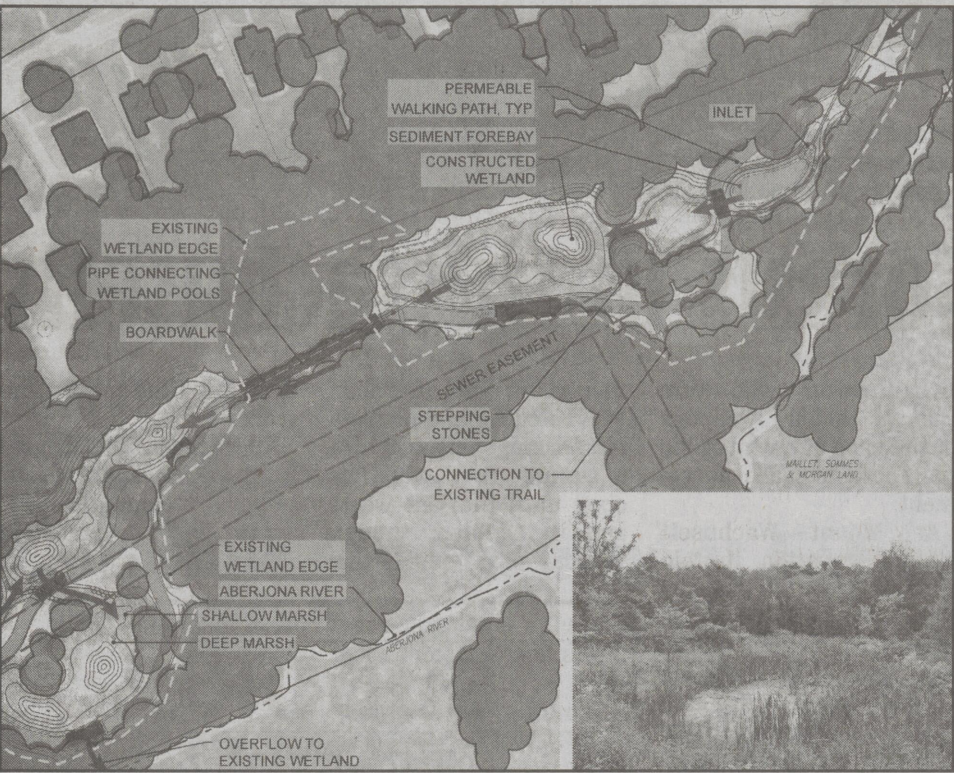 PERMEABLE
WALKING PATH, TYP
INLET
SEDIMENT FOREBAY
CONSTRUCTED
WETLAND
EXISTING
WETLAND EDGE
PIPE CONNECTING
WETLAND POOLS
BOARDWALK
SEWER EASEMENT
STEPPING
STONES
CONNECTION TO
EXISTING TRAIL
MAILLET, SOMMES
& MORGAN LAND
EXISTING
WETLAND EDGE
ABERJONA RIVER
SHALLOW MARSH
DEEP MARSH
ABERJONA RIVER
OVERFLOW TO
EXISTING WETLAND